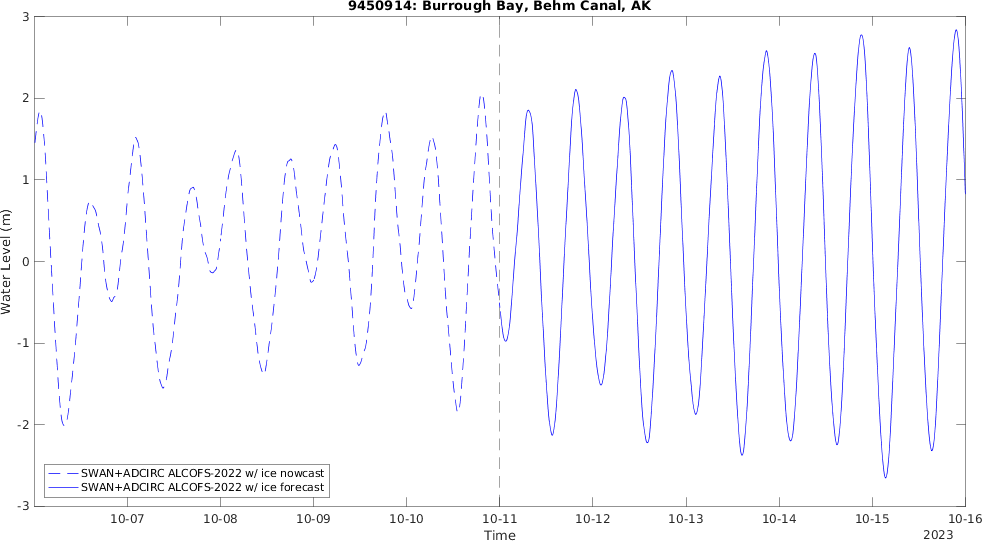 9450914: Burrough Bay, Behm Canal, AK
3
2
1
0
-1
-2
-3
Water Level (m)
SWAN+ADCIRC ALCOFS-2022 w/ ice nowcast
SWAN+ADCIRC ALCOFS-2022 w/ ice forecast
10-07 10-08 10-09 10-10 10-11 10-12 10-13 10-14 10-15 10-16
Time
2023